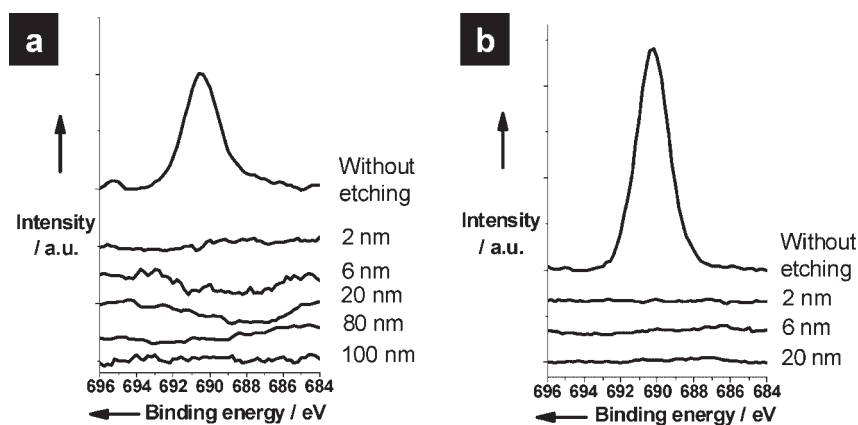 a
Without
etching
Intensity
/ a.u.
2 nm
6 nm
20 nm
80 nm
100 nm
696 694 692 690 688 686 684
Binding energy / eV
b
Intensity
/ a.u.
Without
etching
2 nm
6 nm
20 nm
696 694 692 690 688 686 684
Binding energy / eV